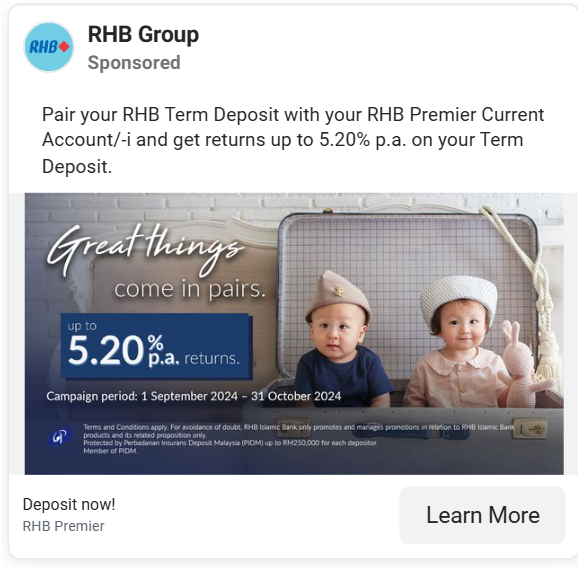 RHB
RHB Group
Sponsored
Pair your RHB Term Deposit with your RHB Premier Current
Account/-i and get returns up to 5.20% p.a. on your Term
Deposit.
Great things
come in pairs.
up to
5.20% p.a. returns.
Campaign period: 1 September 2024 – 31 October 2024
Terms and Conditions apply. For avoidance of doubt, RHB Islamic Bank only promotes and manages promotions in relation to RHB Islamic Bank
products and its related proposition only.
Protected by Perbadanan Insurans Deposit Malaysia (PIDM) up to RM250,000 for each depositor.
Member of PIDM.
Deposit now!
RHB Premier
Learn More